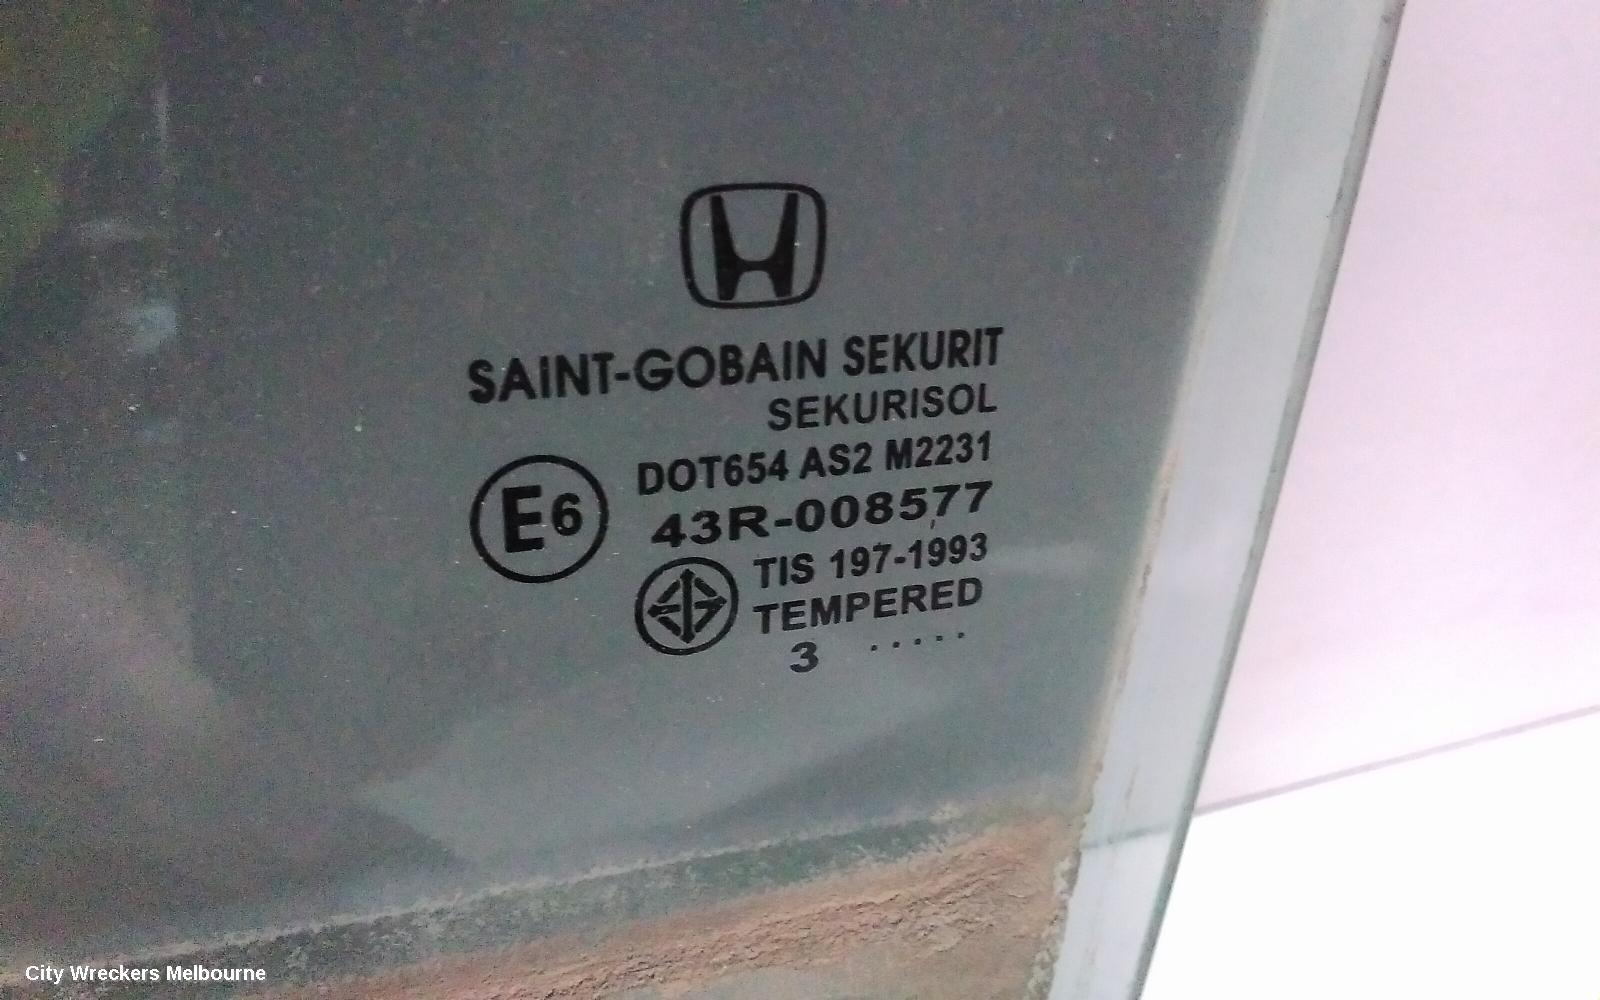 SAINT-GOBAIN SEKURIT
SEKURISOL
DOT654 AS2 M2231
E6
43R-008577
TIS 197-1993
TEMPERED
3 .....
City Wreckers Melbourne